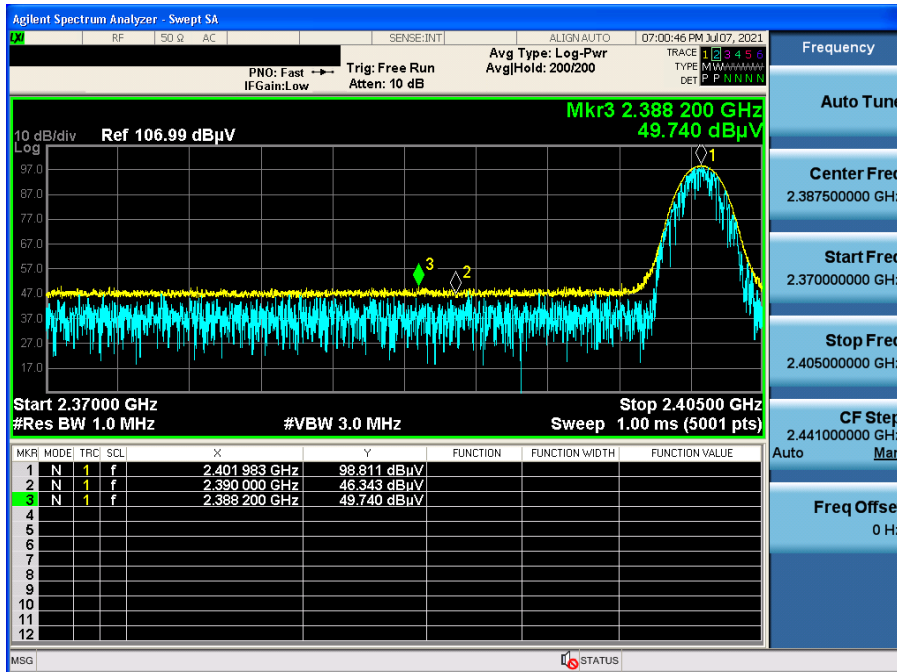 Agilent Spectrum Analyzer - Swept SA
LXI RF 50 Ω AC SENSE:INT ALIGN AUTO 07:00:46 PM Jul 07, 2021
PNO: Fast Trig: Free Run Avg Type: Log-Pwr TRACE 1 2 3 4 5 6
IFGain:Low Atten: 10 dB Avg|Hold: 200/200 TYPE M WWWWW
DET P P N N N N
Mkr3 2.388 200 GHz
49.740 dBµV
10 dB/div Ref 106.99 dBµV
Log
97.0
87.0
77.0
67.0
57.0
47.0
37.0
27.0
17.0
1
3
2
Start 2.37000 GHz Stop 2.40500 GHz
#Res BW 1.0 MHz #VBW 3.0 MHz Sweep 1.00 ms (5001 pts)
MKR MODE TRC SCL X Y FUNCTION FUNCTION WIDTH FUNCTION VALUE
1 N 1 f 2.401 983 GHz 98.811 dBµV
2 N 1 f 2.390 000 GHz 46.343 dBµV
3 N 1 f 2.388 200 GHz 49.740 dBµV
4
5
6
7
8
9
10
11
12
MSG STATUS
Frequency
Auto Tune
Center Freq
2.387500000 GHz
Start Freq
2.370000000 GHz
Stop Freq
2.405000000 GHz
CF Step
2.441000000 GHz
Auto Man
Freq Offset
0 Hz